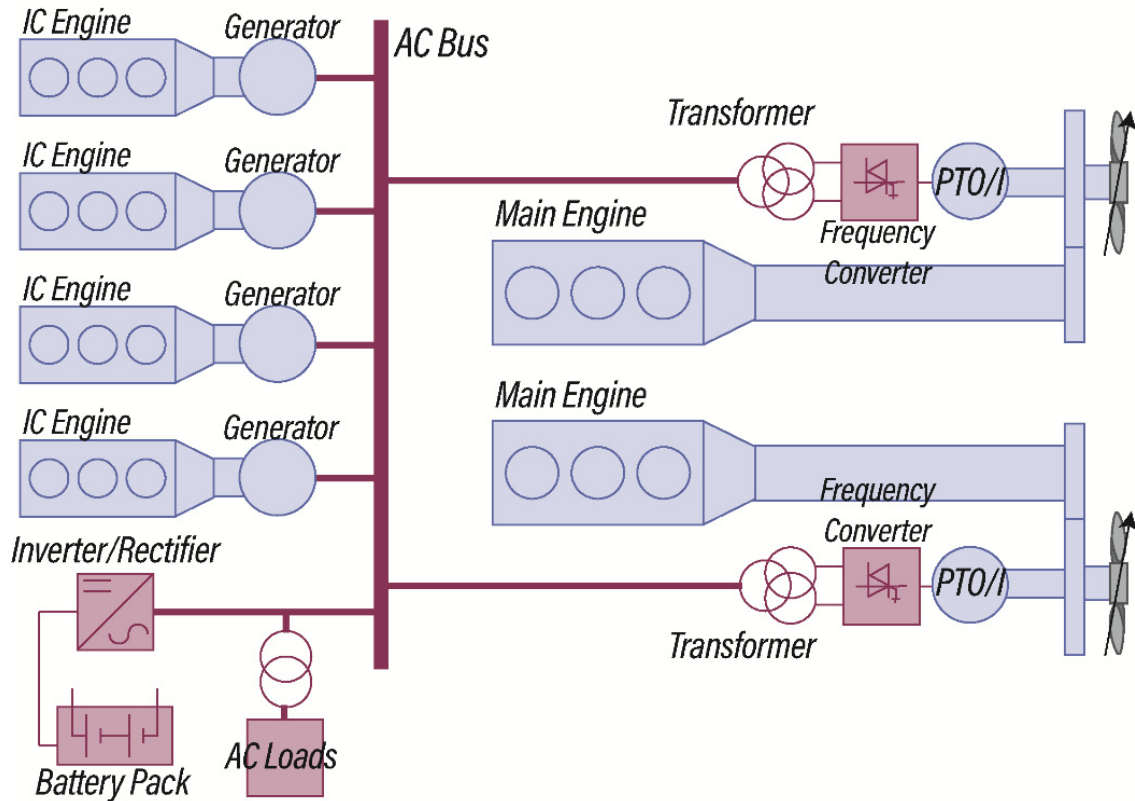 IC Engine
Generator
AC Bus
IC Engine
Generator
IC Engine
Generator
IC Engine
Generator
Transformer
PTO/I
Frequency
Converter
Main Engine
Main Engine
Frequency
Converter
PTO/I
Transformer
Inverter/Rectifier
Battery Pack
AC Loads